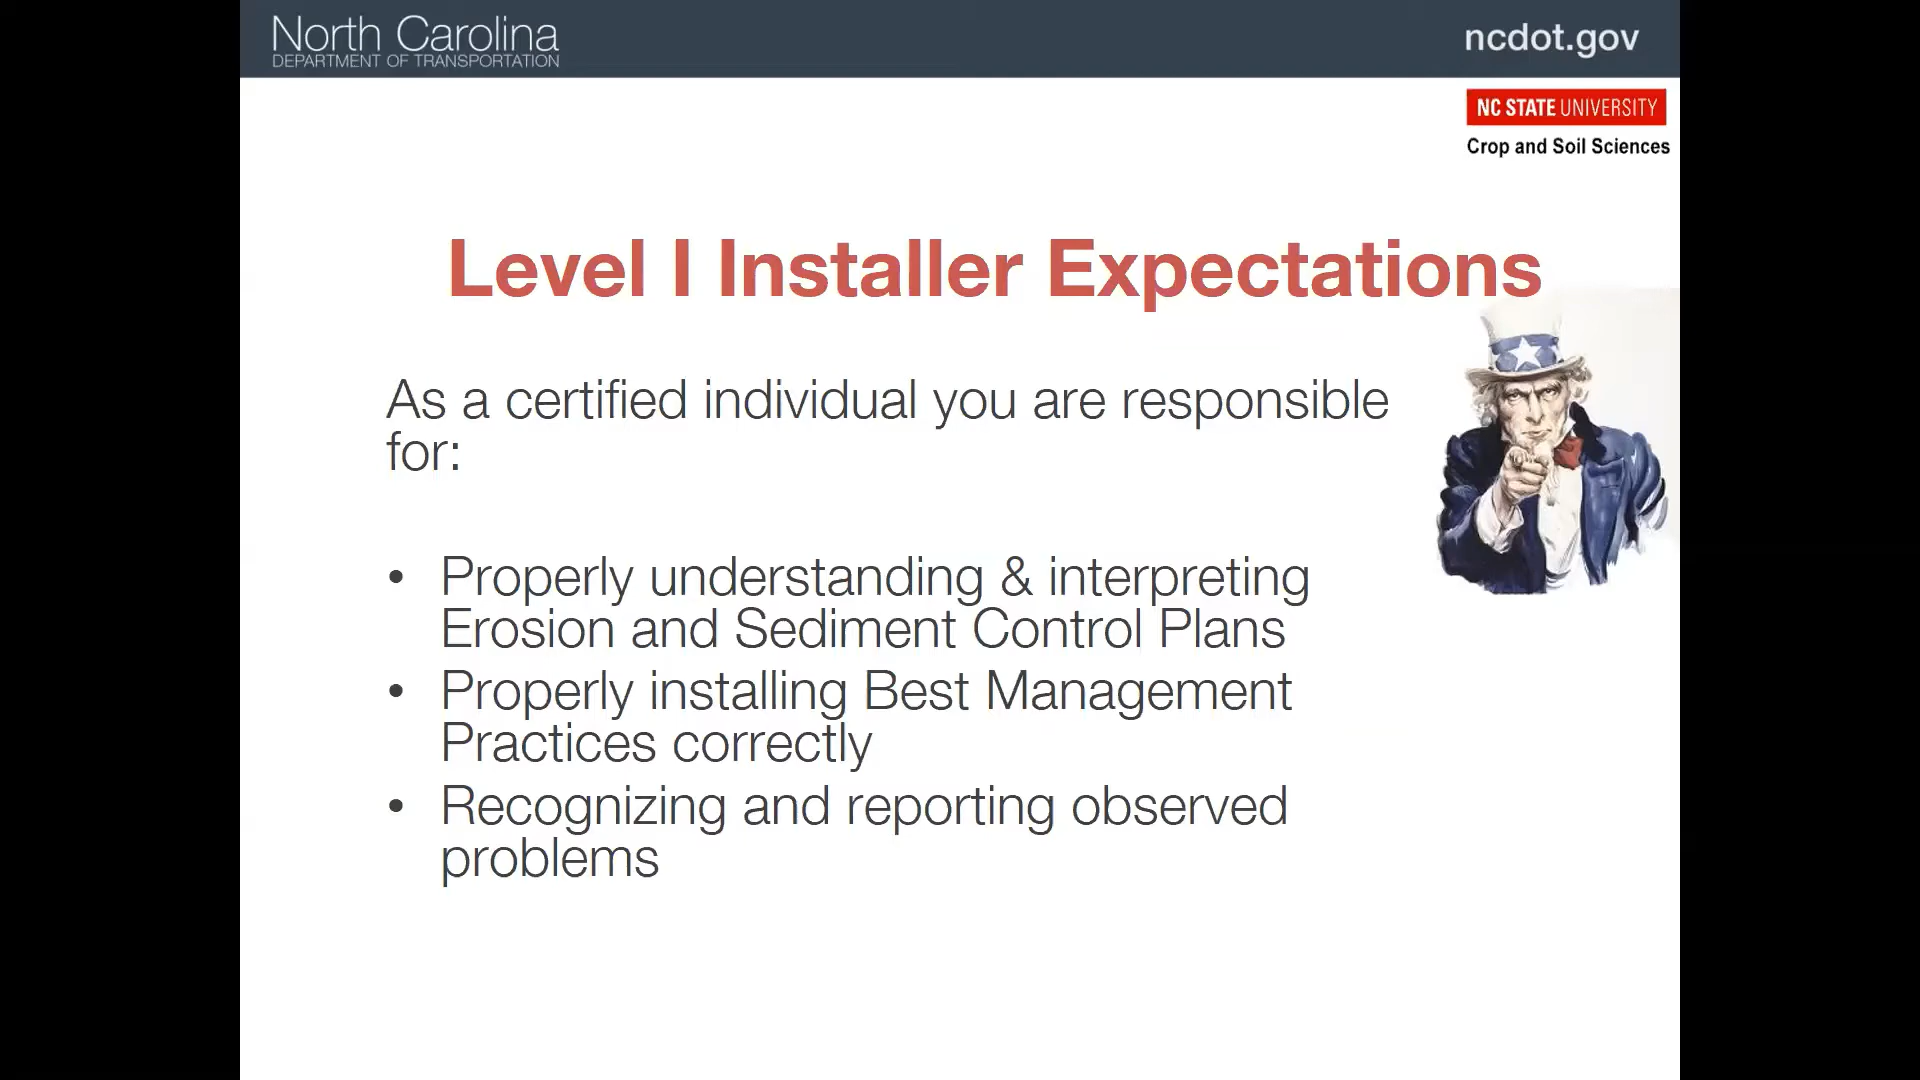 North Carolina
DEPARTMENT OF TRANSPORTATION
ncdot.gov
NC STATE UNIVERSITY
Crop and Soil Sciences
Level I Installer Expectations
As a certified individual you are responsible
for:
• Properly understanding & interpreting
Erosion and Sediment Control Plans
• Properly installing Best Management
Practices correctly
• Recognizing and reporting observed
problems